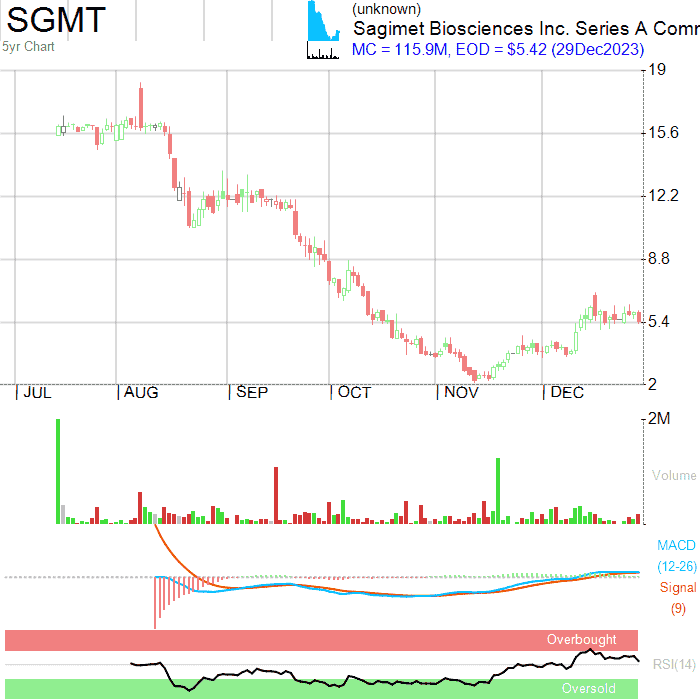 SGMT
5yr Chart
(unknown)
Sagimet Biosciences Inc. Series A Comr
MC = 115.9M, EOD = $5.42 (29Dec2023)
19
15.6
12.2
8.8
5.4
2
JUL AUG SEP OCT NOV DEC
2M
Volume
MACD
(12-26)
Signal
(9)
Overbought
RSI(14)
Oversold